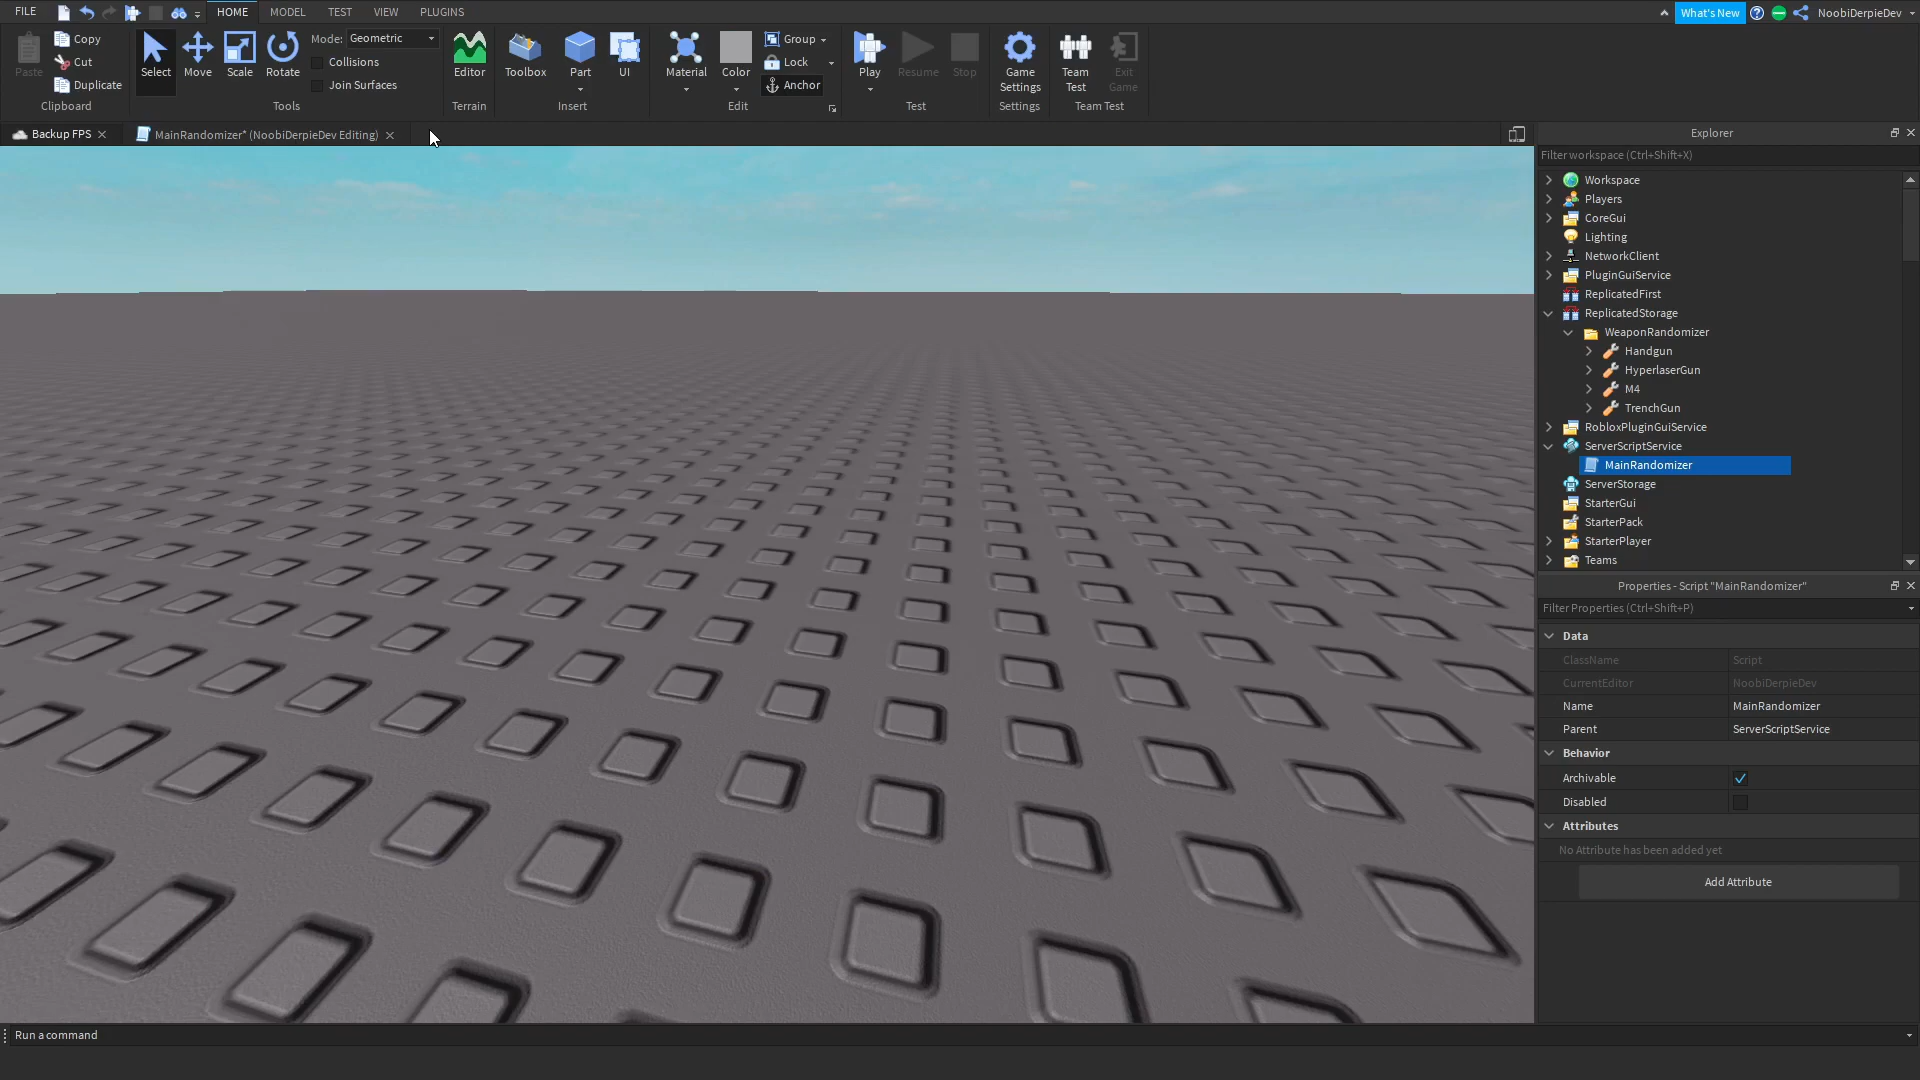 FILE HOME MODEL TEST VIEW PLUGINS What's New NoobiDerpieDev
Paste Copy Cut Duplicate
Clipboard
Select Move Scale Rotate
Mode: Geometric
Collisions
Join Surfaces
Tools
Editor
Terrain
Toolbox Part UI
Insert
Material Color
Group
Lock
Anchor
Edit
Play Resume Stop
Test
Game Settings
Settings
Team Test
Exit Game
Team Test
Backup FPS
MainRandomizer* (NoobiDerpieDev Editing)
Explorer
Filter workspace (Ctrl+Shift+X)
Workspace
Players
CoreGui
Lighting
NetworkClient
PluginGuiService
ReplicatedFirst
ReplicatedStorage
WeaponRandomizer
Handgun
HyperlaserGun
M4
TrenchGun
RobloxPluginGuiService
ServerScriptService
MainRandomizer
ServerStorage
StarterGui
StarterPack
StarterPlayer
Teams
Properties - Script "MainRandomizer"
Filter Properties (Ctrl+Shift+P)
Data
ClassName Script
CurrentEditor NoobiDerpieDev
Name MainRandomizer
Parent ServerScriptService
Behavior
Archivable
Disabled
Attributes
No Attribute has been added yet
Add Attribute
Run a command